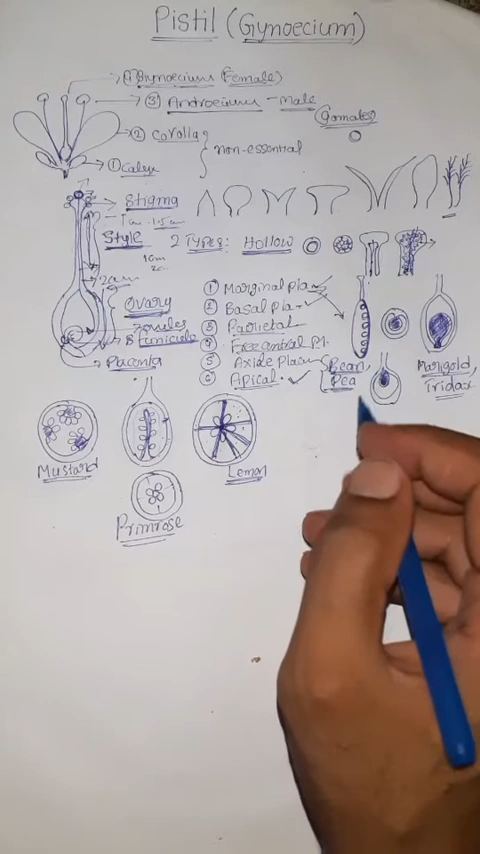 Pistil (Gynoecium)
④ Gynoecium (Female)
③ Androecium - Male
(Gametes)
② Corolla
non-essential
① Calyx
Stigma
Style
2 Types: Hollow
① Marginal Pla
② Basal Pla
③ Parietal
④ Free central Pl.
⑤ Axile Placen
⑥ Apical
Ovary
ovules
Funicule
Placenta
Bean,
Pea
Marigold,
Tridax
Mustard
Lemon
Primrose